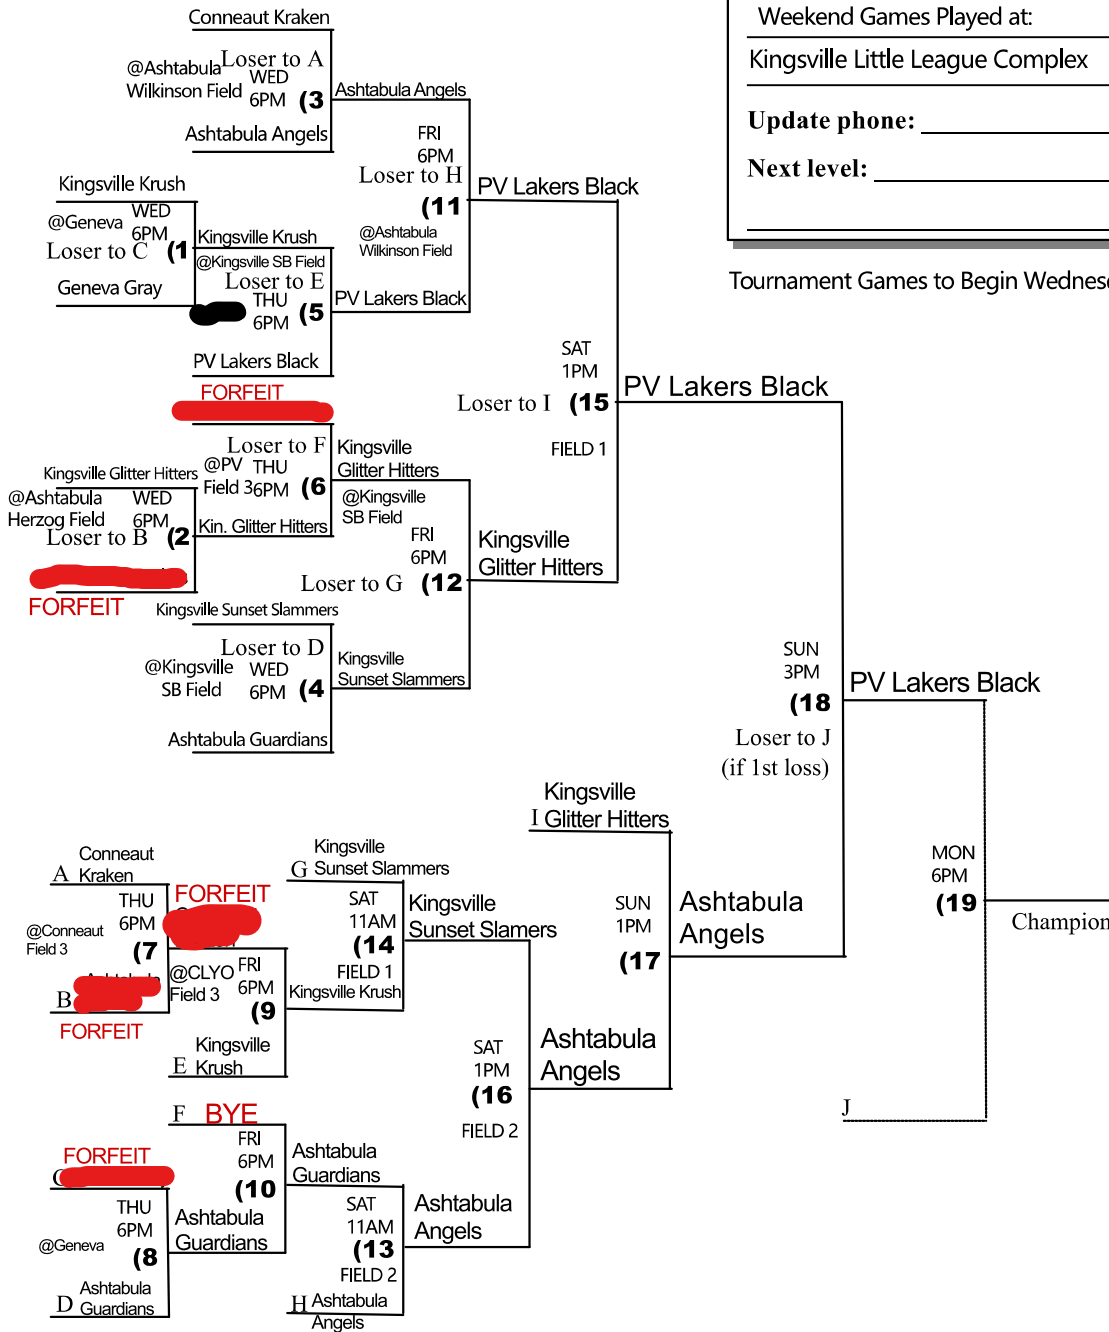 Conneaut Kraken
Loser to A
@Ashtabula
Wilkinson Field
WED
6PM
(3
Ashtabula Angels
Ashtabula Angels
Weekend Games Played at:
Kingsville Little League Complex
Update phone:
Next level:
Tournament Games to Begin Wednes
FRI
6PM
Loser to H
(11
@Ashtabula
Wilkinson Field
PV Lakers Black
Kingsville Krush
@Geneva
WED
6PM
Loser to C
(1
Geneva Gray
Kingsville Krush
@Kingsville SB Field
Loser to E
THU
6PM
(5
PV Lakers Black
PV Lakers Black
SAT
1PM
Loser to I
(15
FIELD 1
PV Lakers Black
FORFEIT
Loser to F
@PV
Field 3
THU
6PM
(6
Kingsville
Glitter Hitters
Kingsville Glitter Hitters
@Ashtabula
Herzog Field
WED
6PM
Loser to B
(2
Kin. Glitter Hitters
FORFEIT
@Kingsville
SB Field
FRI
6PM
Loser to G
(12
Kingsville
Glitter Hitters
Kingsville Sunset Slammers
Loser to D
@Kingsville
SB Field
WED
6PM
(4
Kingsville
Sunset Slammers
Ashtabula Guardians
SUN
3PM
(18
Loser to J
(if 1st loss)
PV Lakers Black
Kingsville
I Glitter Hitters
SUN
1PM
(17
Ashtabula
Angels
MON
6PM
(19
Champion
J
Conneaut
A Kraken
THU
6PM
@Conneaut
Field 3
(7
B
FORFEIT
FORFEIT
@CLYO
Field 3
FRI
6PM
(9
Kingsville
E Krush
Kingsville
G Sunset Slammers
SAT
11AM
(14
FIELD 1
Kingsville Krush
Kingsville
Sunset Slamers
SAT
1PM
(16
FIELD 2
Ashtabula
Angels
F BYE
FRI
6PM
(10
Ashtabula
Guardians
FORFEIT
THU
6PM
@Geneva
(8
Ashtabula
Guardians
Ashtabula
D Guardians
SAT
11AM
(13
FIELD 2
Ashtabula
Angels
H Ashtabula
Angels